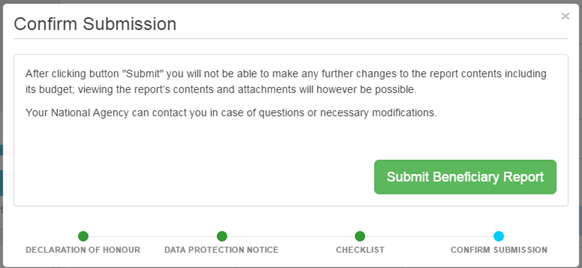 Confirm Submission
×
After clicking button "Submit" you will not be able to make any further changes to the report contents including
its budget; viewing the report's contents and attachments will however be possible.
Your National Agency can contact you in case of questions or necessary modifications.
Submit Beneficiary Report
DECLARATION OF HONOUR
DATA PROTECTION NOTICE
CHECKLIST
CONFIRM SUBMISSION